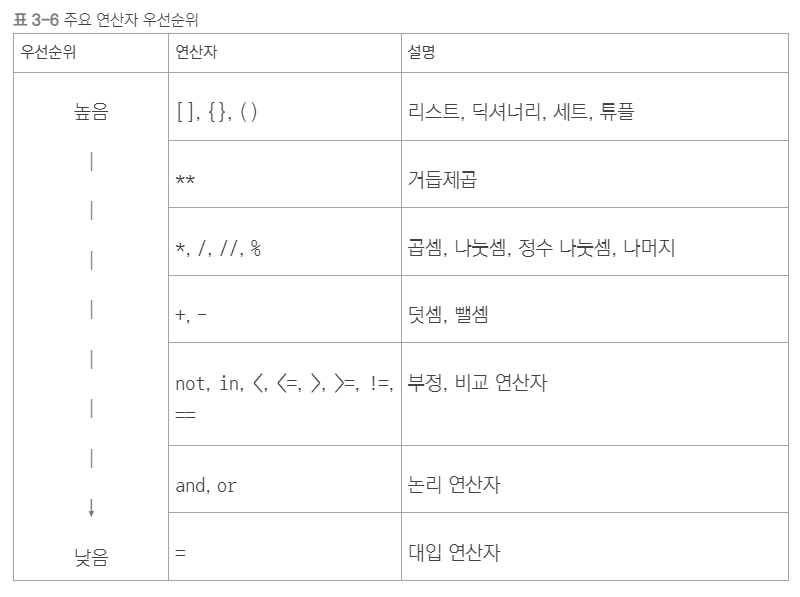 표 3-6 주요 연산자 우선순위
우선순위 연산자 설명
높음 [], {}, () 리스트, 딕셔너리, 세트, 튜플
** 거듭제곱
*, /, //, % 곱셈, 나눗셈, 정수 나눗셈, 나머지
+, - 덧셈, 뺄셈
not, in, <, <=, >, >=, !=, 부정, 비교 연산자
==
and, or 논리 연산자
낮음 = 대입 연산자